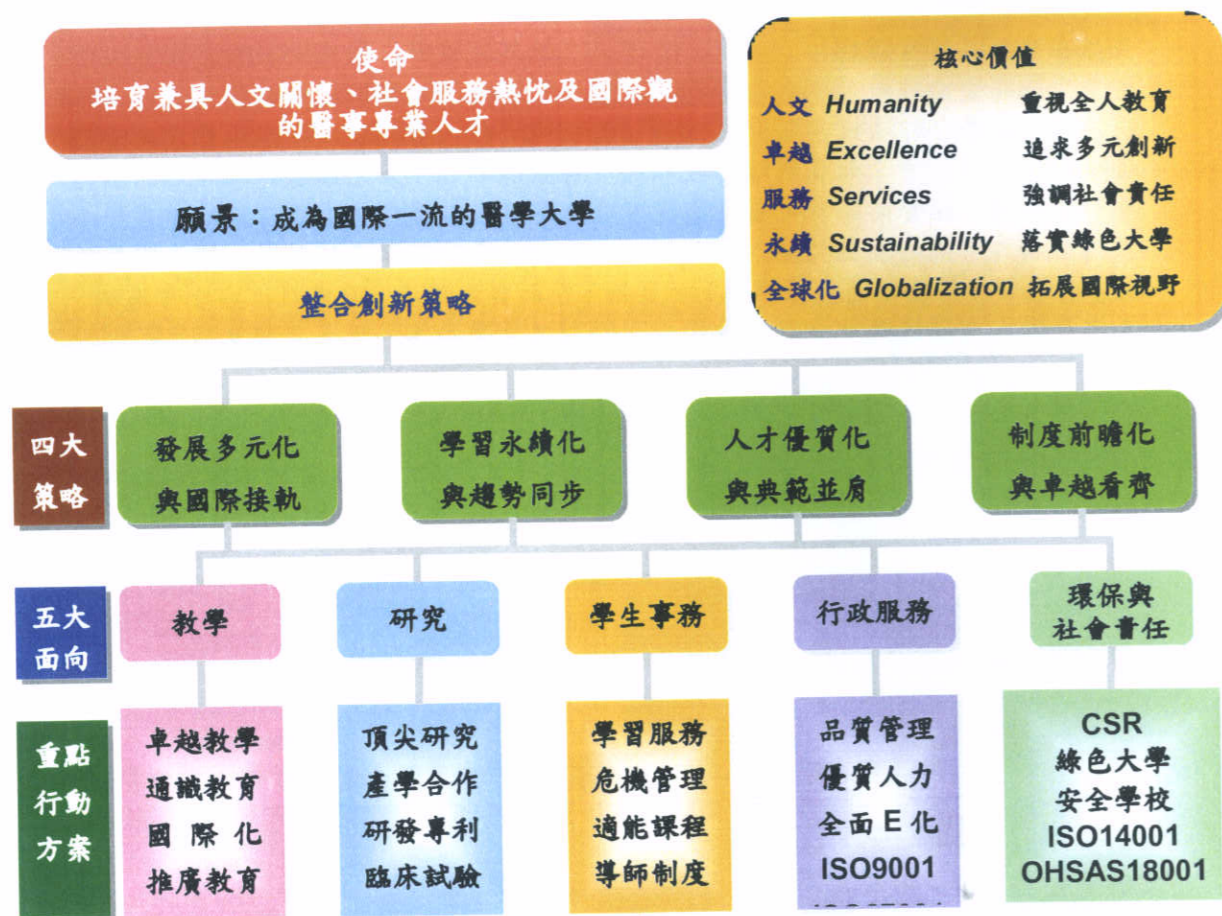 使命
培育兼具人文關懷、社會服務熱忱及國際觀
的醫事專業人才
願景：成為國際一流的醫學大學
整合創新策略
核心價值
人文 Humanity 重視全人教育
卓越 Excellence 追求多元創新
服務 Services 強調社會責任
永續 Sustainability 落實綠色大學
全球化 Globalization 拓展國際視野
四大
策略
發展多元化
與國際接軌
學習永續化
與趨勢同步
人才優質化
與典範並肩
制度前瞻化
與卓越看齊
五大
面向
教學
研究
學生事務
行政服務
環保與
社會責任
重點
行動
方案
卓越教學
通識教育
國際化
推廣教育
頂尖研究
產學合作
研發專利
臨床試驗
學習服務
危機管理
適能課程
導師制度
品質管理
優質人力
全面E化
ISO9001
CSR
綠色大學
安全學校
ISO14001
OHSAS18001